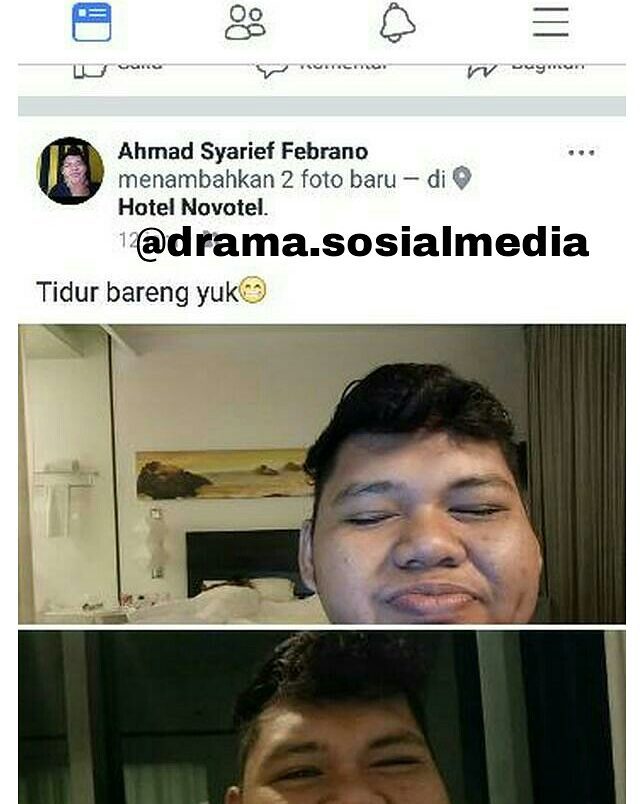 Ahmad Syarief Febrano
menambahkan 2 foto baru — di
Hotel Novotel.
@drama.sosialmedia
Tidur bareng yuk😁